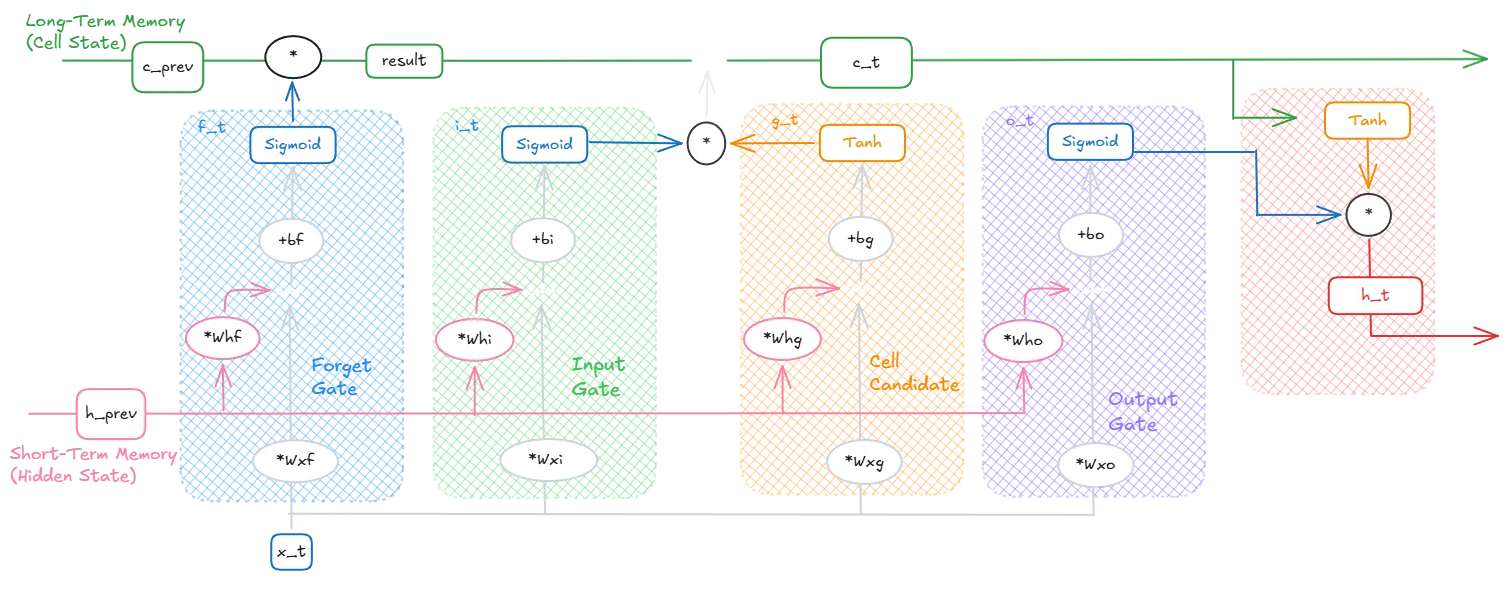 Long-Term Memory
(Cell State)
c_prev
*
result
c_t
f_t
Sigmoid
i_t
Sigmoid
*
g_t
Tanh
o_t
Sigmoid
Tanh
*
h_t
+bf
+bi
+bg
+bo
*Whf
*Whi
*Whg
*Who
Forget
Gate
Input
Gate
Cell
Candidate
Output
Gate
h_prev
Short-Term Memory
(Hidden State)
*Wxf
*Wxi
*Wxg
*Wxo
x_t